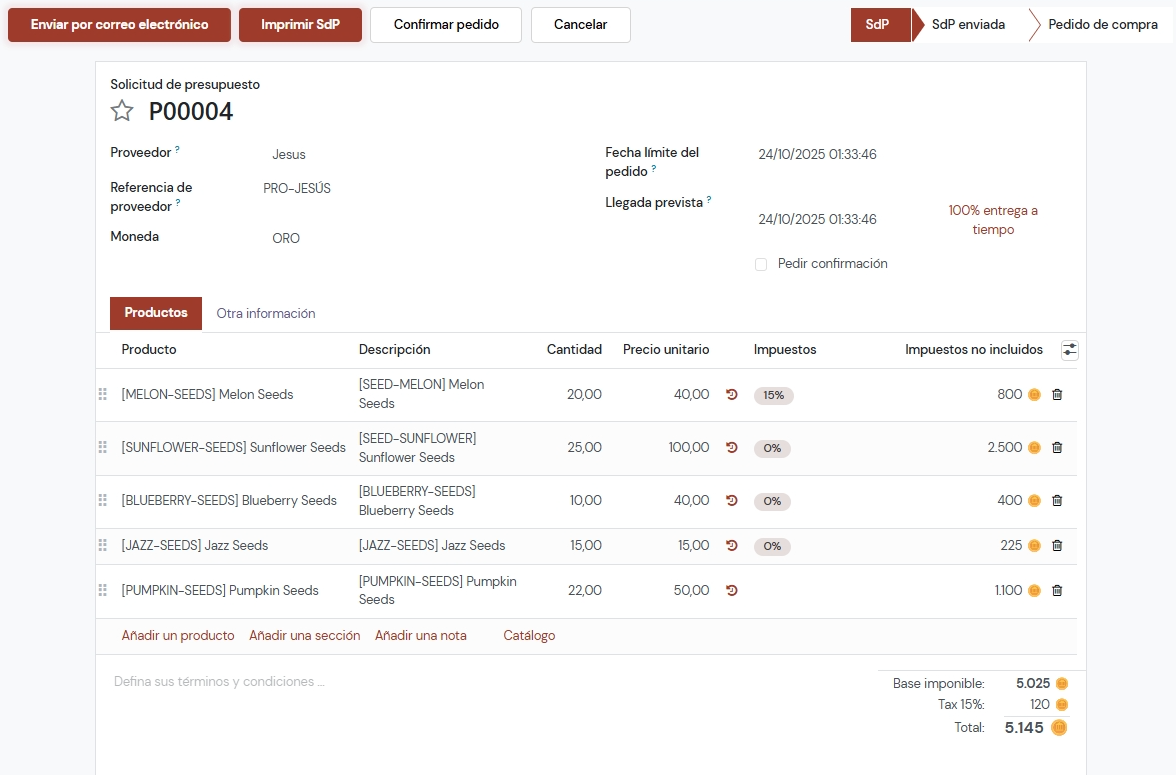 Enviar por correo electrónico Imprimir SdP Confirmar pedido Cancelar SdP SdP enviada Pedido de compra
Solicitud de presupuesto
P00004
Proveedor ? Jesus
Referencia de proveedor ? PRO-JESÚS
Moneda ORO
Fecha límite del pedido ? 24/10/2025 01:33:46
Llegada prevista ? 24/10/2025 01:33:46
100% entrega a
tiempo
Pedir confirmación
Productos Otra información
Producto Descripción Cantidad Precio unitario Impuestos Impuestos no incluidos
[MELON-SEEDS] Melon Seeds [SEED-MELON] Melon Seeds 20,00 40,00 15% 800
[SUNFLOWER-SEEDS] Sunflower Seeds [SEED-SUNFLOWER] Sunflower Seeds 25,00 100,00 0% 2.500
[BLUEBERRY-SEEDS] Blueberry Seeds [BLUEBERRY-SEEDS] Blueberry Seeds 10,00 40,00 0% 400
[JAZZ-SEEDS] Jazz Seeds [JAZZ-SEEDS] Jazz Seeds 15,00 15,00 0% 225
[PUMPKIN-SEEDS] Pumpkin Seeds [PUMPKIN-SEEDS] Pumpkin Seeds 22,00 50,00 1.100
Añadir un producto Añadir una sección Añadir una nota Catálogo
Defina sus términos y condiciones ...
Base imponible: 5.025
Tax 15%: 120
Total: 5.145